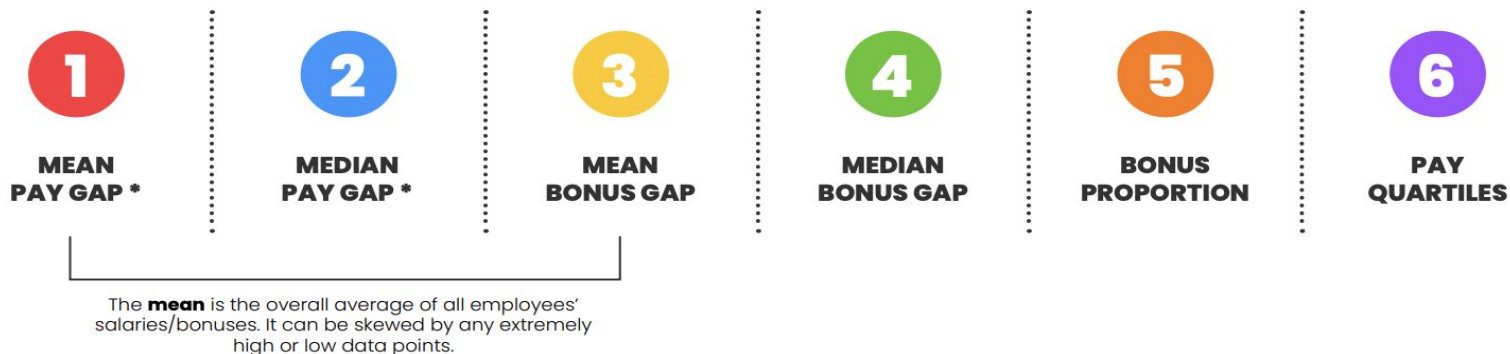 1
MEAN
PAY GAP *
2
MEDIAN
PAY GAP *
3
MEAN
BONUS GAP
4
MEDIAN
BONUS GAP
5
BONUS
PROPORTION
6
PAY
QUARTILES
The mean is the overall average of all employees’
salaries/bonuses. It can be skewed by any extremely
high or low data points.